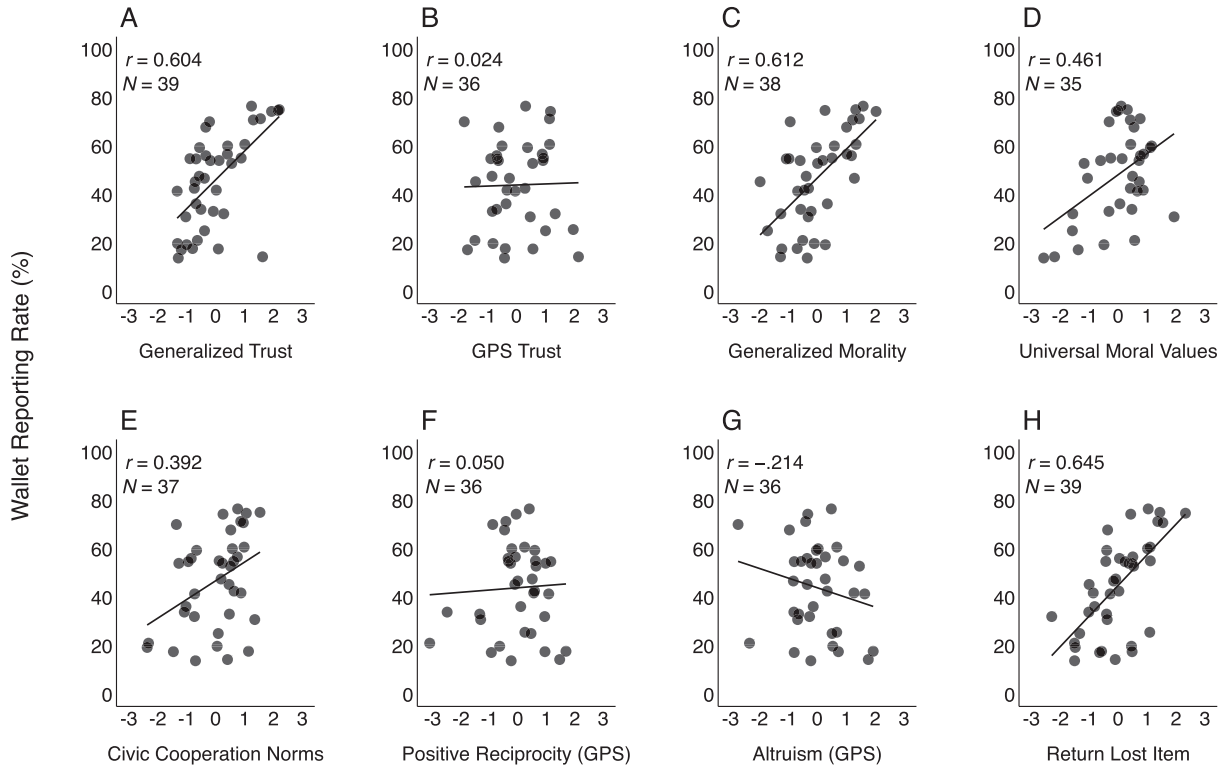 Wallet Reporting Rate (%)
A
r = 0.604
N = 39
100
80
60
40
20
0
-3 -2 -1 0 1 2 3
Generalized Trust
B
r = 0.024
N = 36
100
80
60
40
20
0
-3 -2 -1 0 1 2 3
GPS Trust
C
r = 0.612
N = 38
100
80
60
40
20
0
-3 -2 -1 0 1 2 3
Generalized Morality
D
r = 0.461
N = 35
100
80
60
40
20
0
-3 -2 -1 0 1 2 3
Universal Moral Values
E
r = 0.392
N = 37
100
80
60
40
20
0
-3 -2 -1 0 1 2 3
Civic Cooperation Norms
F
r = 0.050
N = 36
100
80
60
40
20
0
-3 -2 -1 0 1 2 3
Positive Reciprocity (GPS)
G
r = −.214
N = 36
100
80
60
40
20
0
-3 -2 -1 0 1 2 3
Altruism (GPS)
H
r = 0.645
N = 39
100
80
60
40
20
0
-3 -2 -1 0 1 2 3
Return Lost Item